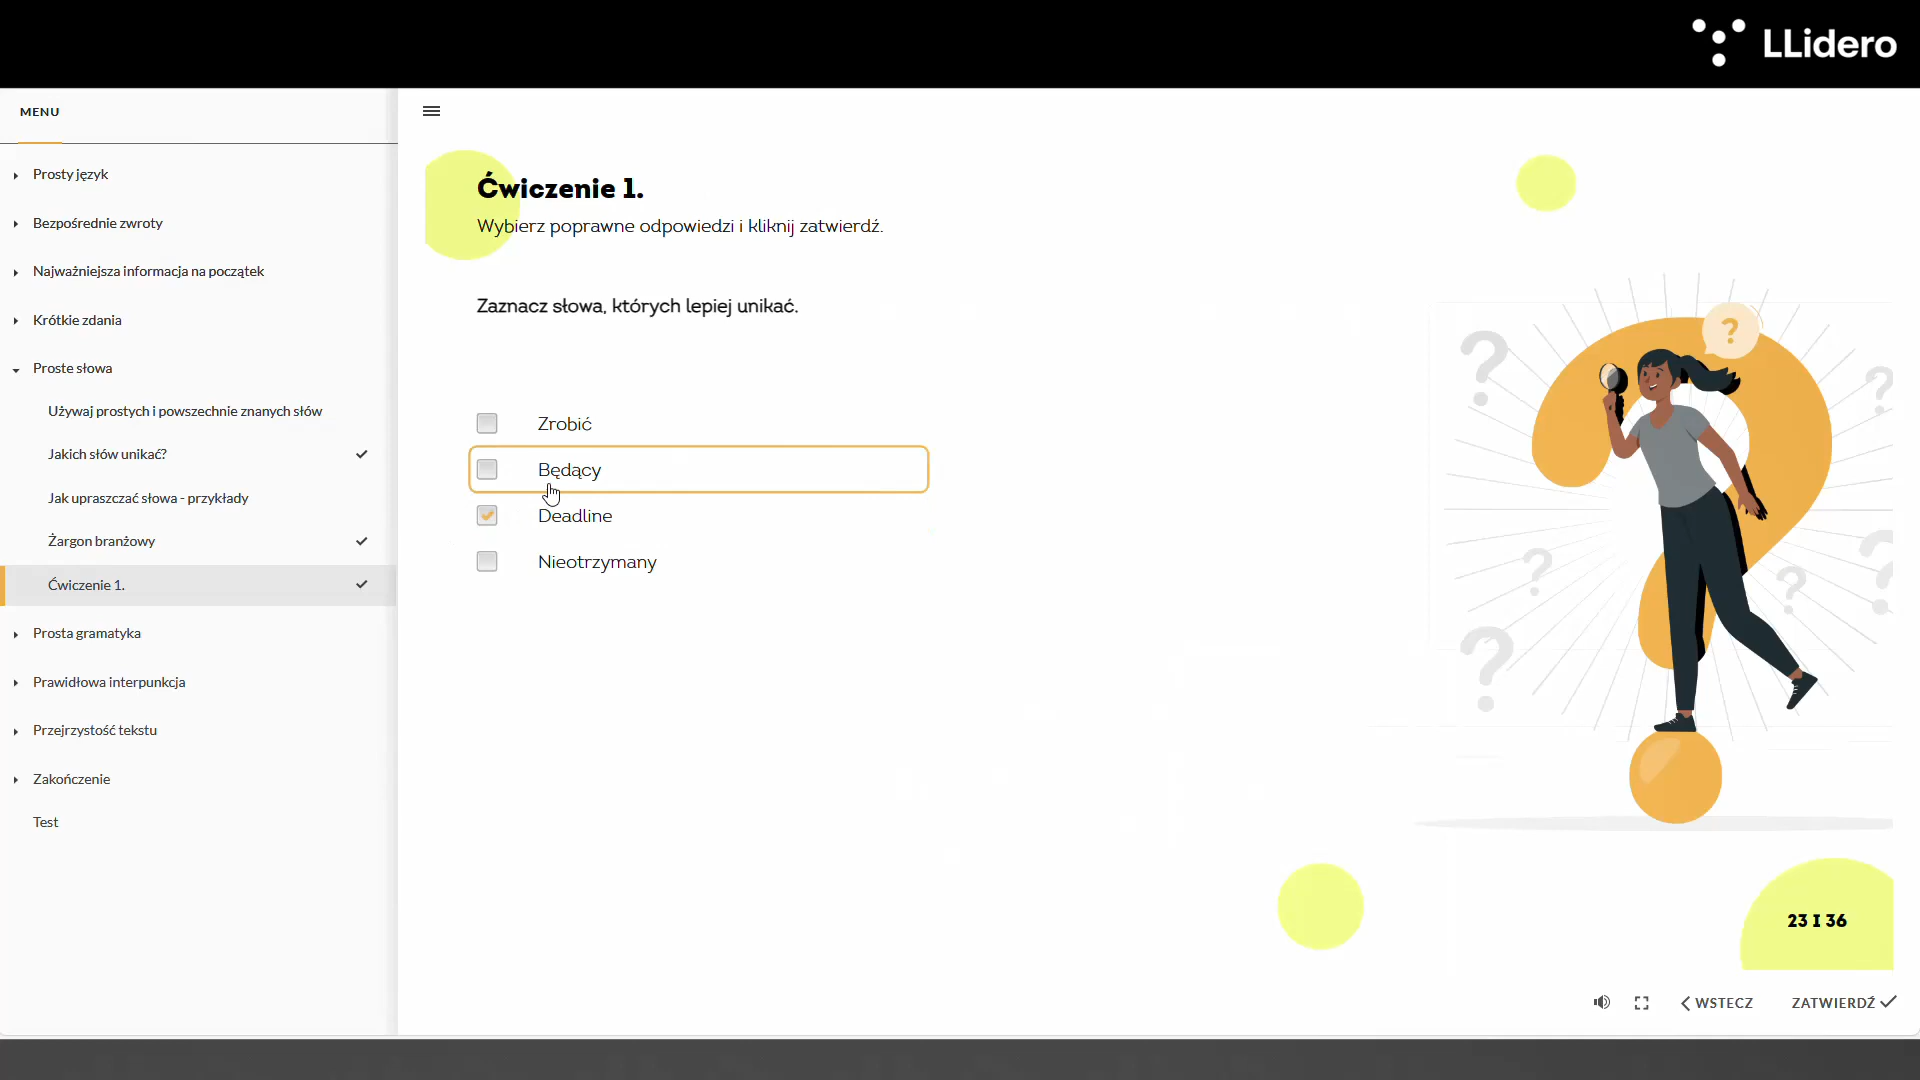 LLidero
MENU
Prosty język
Bezpośrednie zwroty
Najważniejsza informacja na początek
Krótkie zdania
Proste słowa
Używaj prostych i powszechnie znanych słów
Jakich słów unikać?
Jak upraszczać słowa - przykłady
Żargon branżowy
Ćwiczenie 1.
Prosta gramatyka
Prawidłowa interpunkcja
Przejrzystość tekstu
Zakończenie
Test
Ćwiczenie 1.
Wybierz poprawne odpowiedzi i kliknij zatwierdź.
Zaznacz słowa, których lepiej unikać.
Zrobić
Będący
Deadline
Nieotrzymany
23 I 36
WSTECZ
ZATWIERDŹ